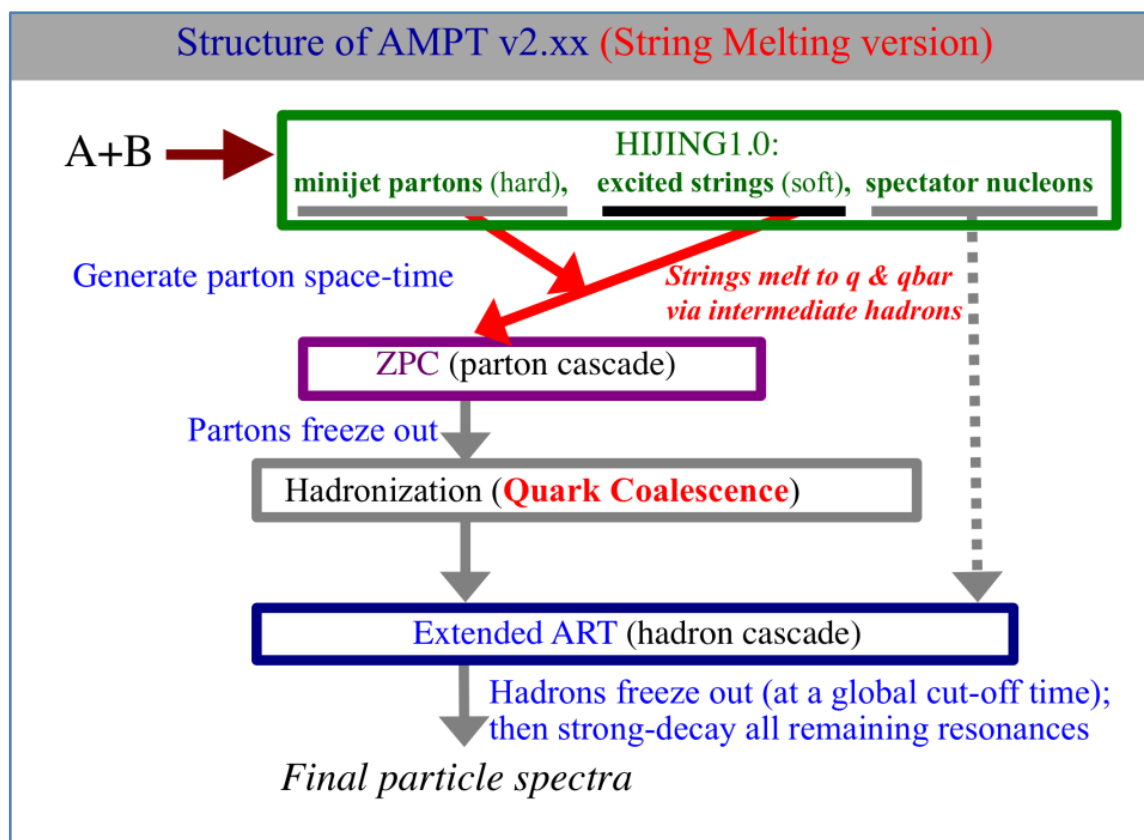 Structure of AMPT v2.xx (String Melting version)
A+B
HIJING1.0:
minijet partons (hard), excited strings (soft), spectator nucleons
Generate parton space-time
Strings melt to q & qbar
via intermediate hadrons
ZPC (parton cascade)
Partons freeze out
Hadronization (Quark Coalescence)
Extended ART (hadron cascade)
Hadrons freeze out (at a global cut-off time);
then strong-decay all remaining resonances
Final particle spectra